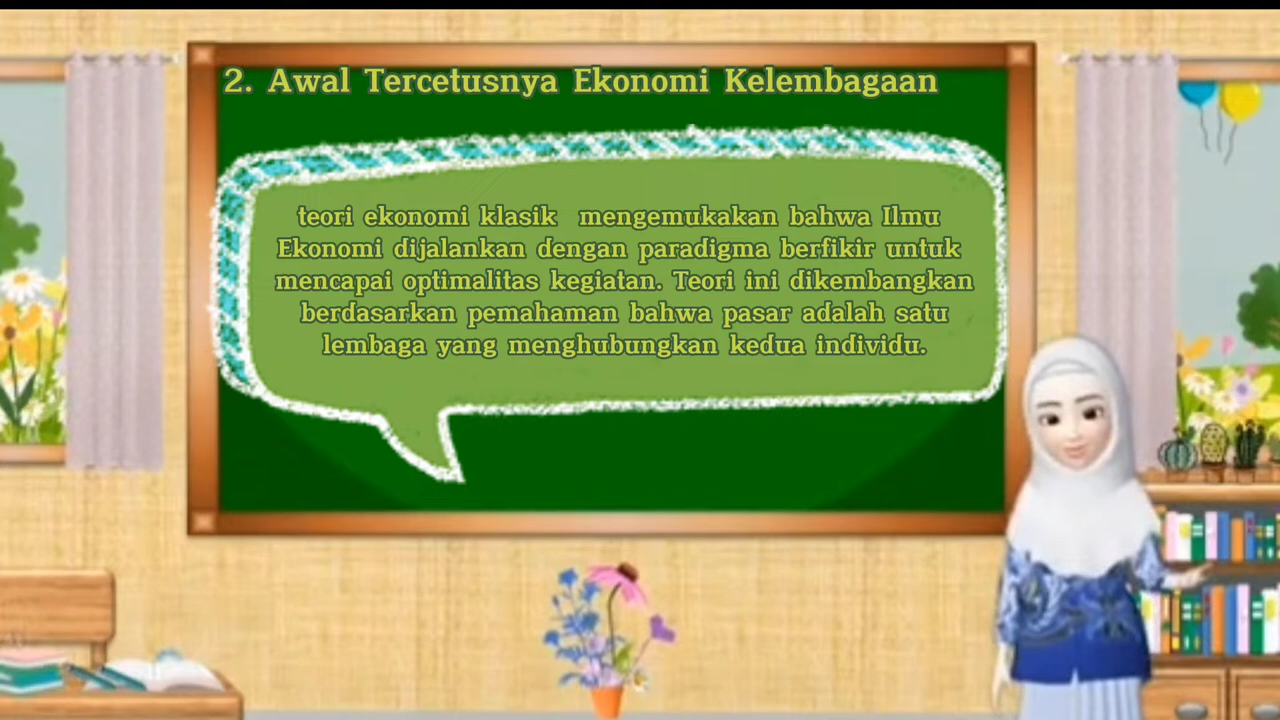 2. Awal Tercetusnya Ekonomi Kelembagaan
teori ekonomi klasik mengemukakan bahwa Ilmu
Ekonomi dijalankan dengan paradigma berfikir untuk
mencapai optimalitas kegiatan. Teori ini dikembangkan
berdasarkan pemahaman bahwa pasar adalah satu
lembaga yang menghubungkan kedua individu.